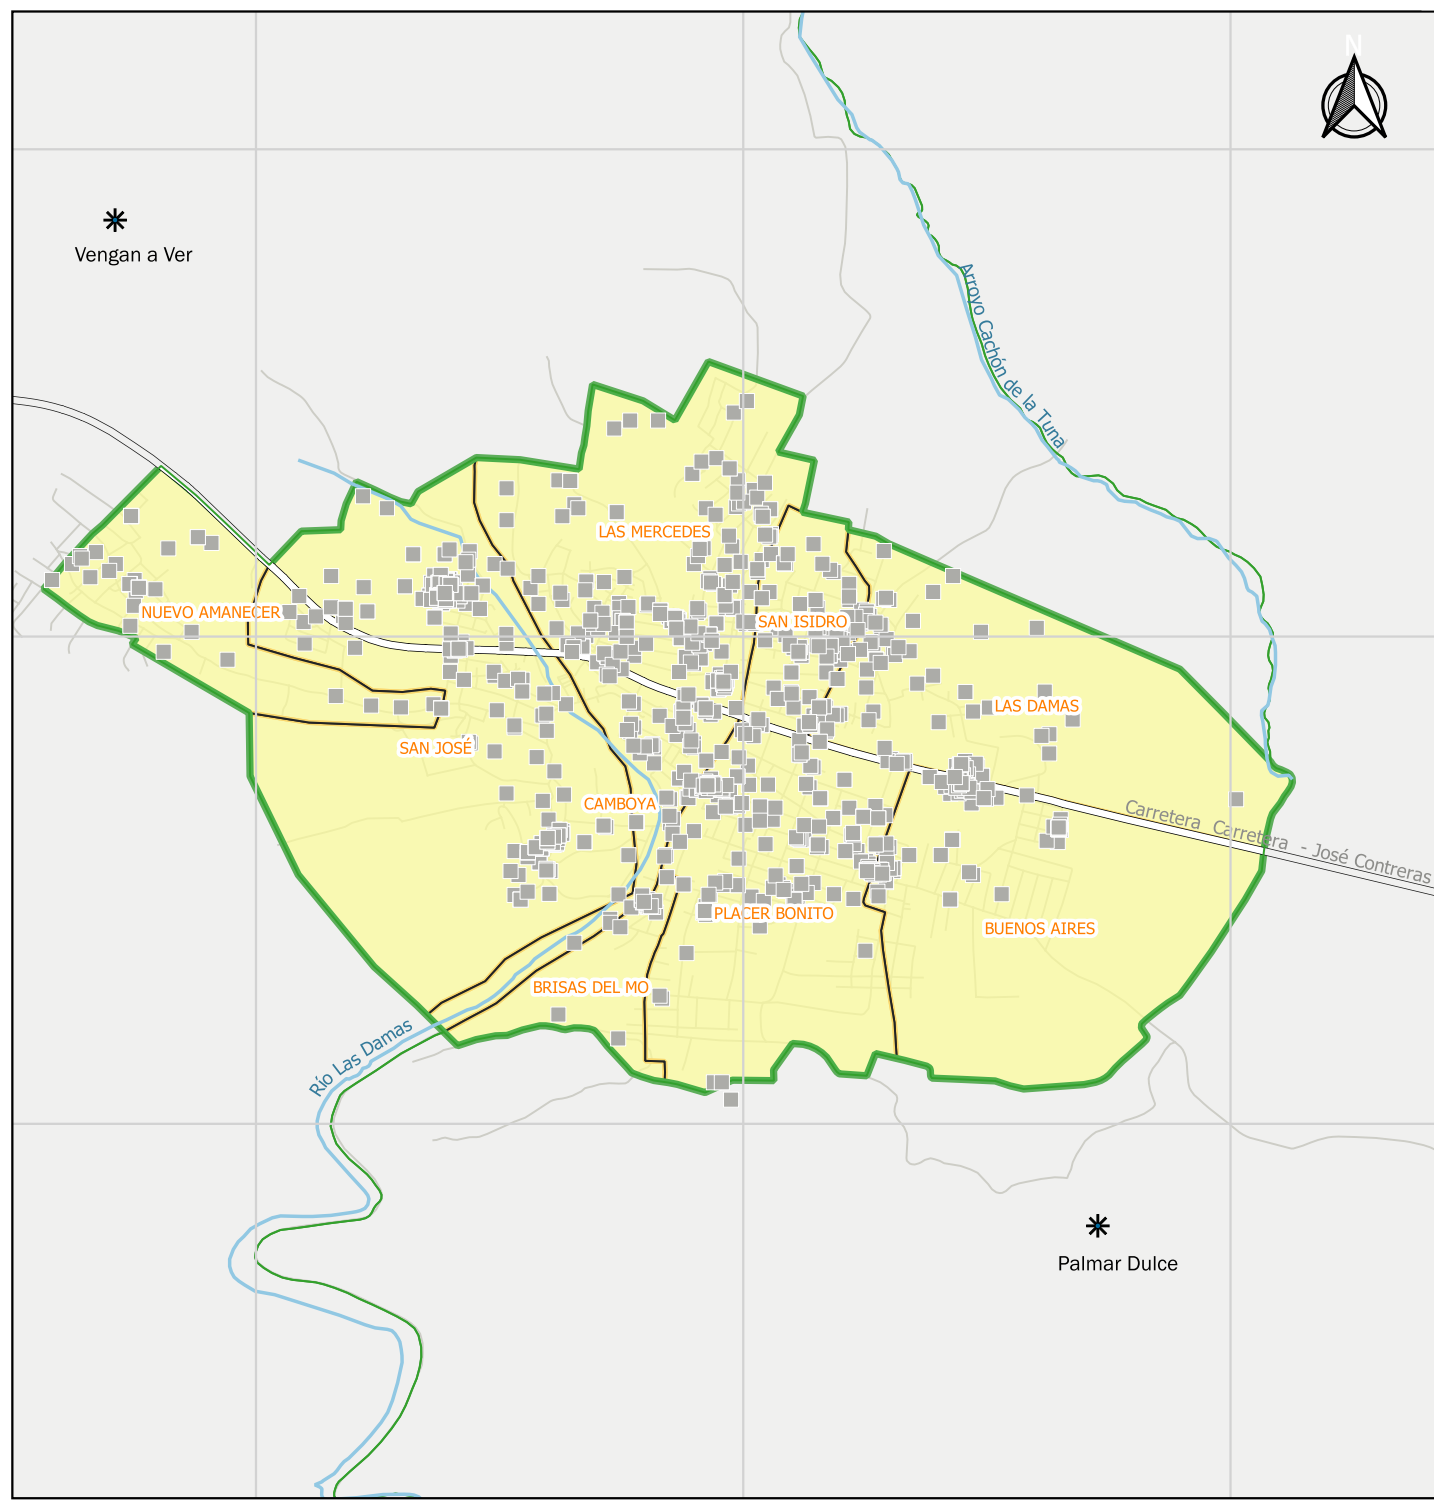 N
Vengan a Ver
Arroyo Cachón de la Tuna
LAS MERCEDES
NUEVO AMANECER
SAN ISIDRO
LAS DAMAS
SAN JOSÉ
CAMBOYA
Carretera Carretera - José Contreras
PLACER BONITO
BUENOS AIRES
BRISAS DEL MO
Río Las Damas
Palmar Dulce